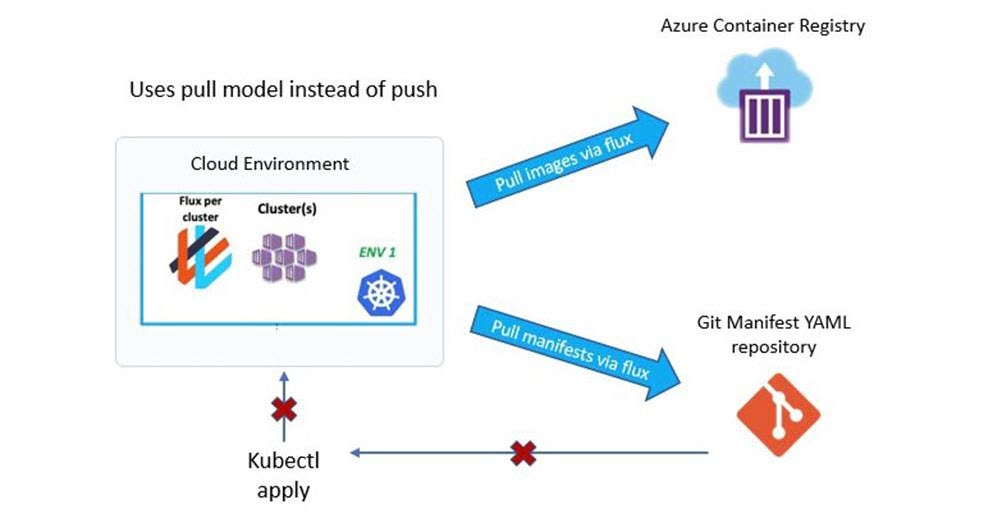 Azure Container Registry
Uses pull model instead of push
Cloud Environment
Pull images via flux
Flux per
cluster
Cluster(s)
ENV 1
Pull manifests via flux
Git Manifest YAML
repository
Kubectl
apply